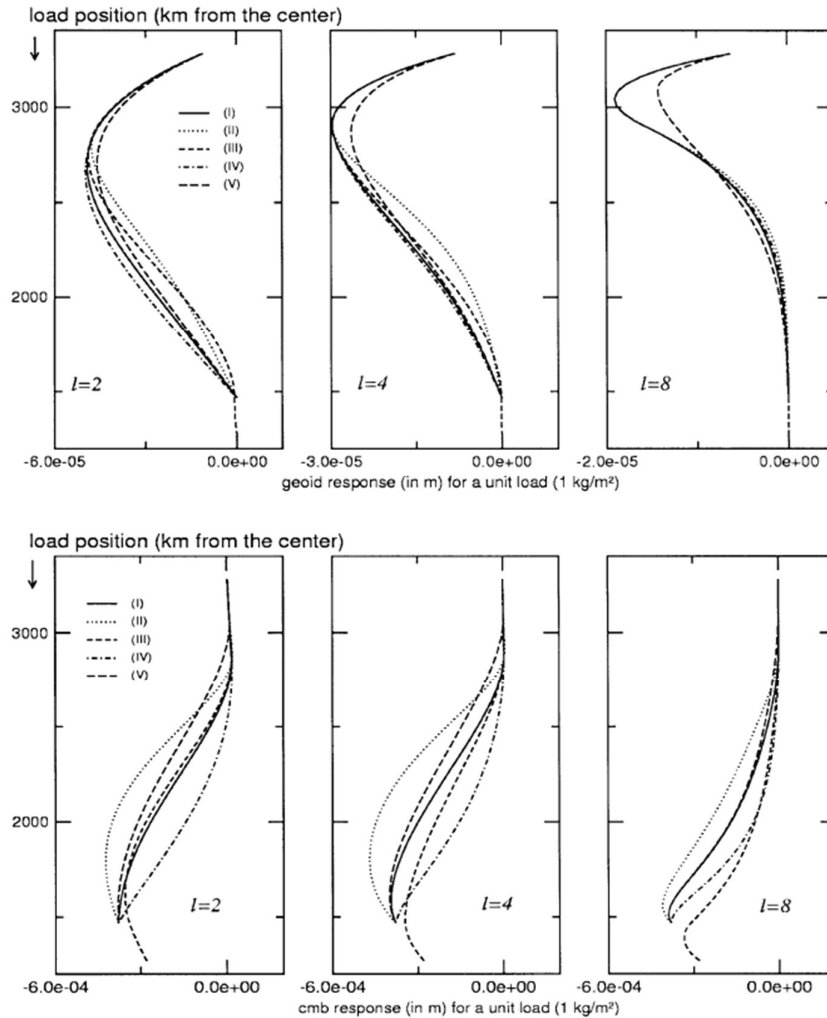 load position (km from the center)
3000
2000
(I)
(II)
(III)
(IV)
(V)
l=2
l=4
l=8
-6.0e-05 0.0e+00 -3.0e-05 0.0e+00 -2.0e-05 0.0e+00
geoid response (in m) for a unit load (1 kg/m²)
load position (km from the center)
3000
2000
(I)
(II)
(III)
(IV)
(V)
l=2
l=4
l=8
-6.0e-04 0.0e+00 -6.0e-04 0.0e+00 -6.0e-04 0.0e+00
cmb response (in m) for a unit load (1 kg/m²)